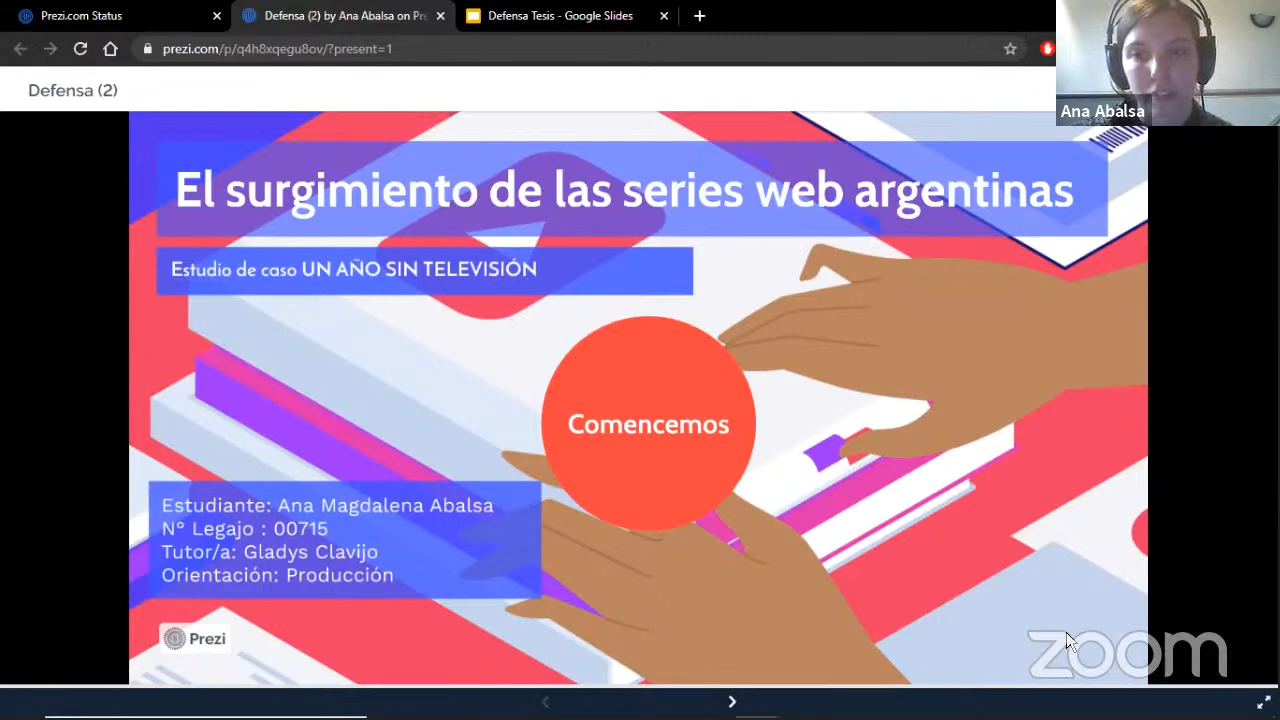 Prezi.com Status
Defensa (2) by Ana Abalsa on Pre
Defensa Tesis - Google Slides
prezi.com/p/q4h8xqegu8ov/?present=1
Defensa (2)
Ana Abalsa
El surgimiento de las series web argentinas
Estudio de caso UN AÑO SIN TELEVISIÓN
Comencemos
Estudiante: Ana Magdalena Abalsa
N° Legajo : 00715
Tutor/a: Gladys Clavijo
Orientación: Producción
Prezi
zoom